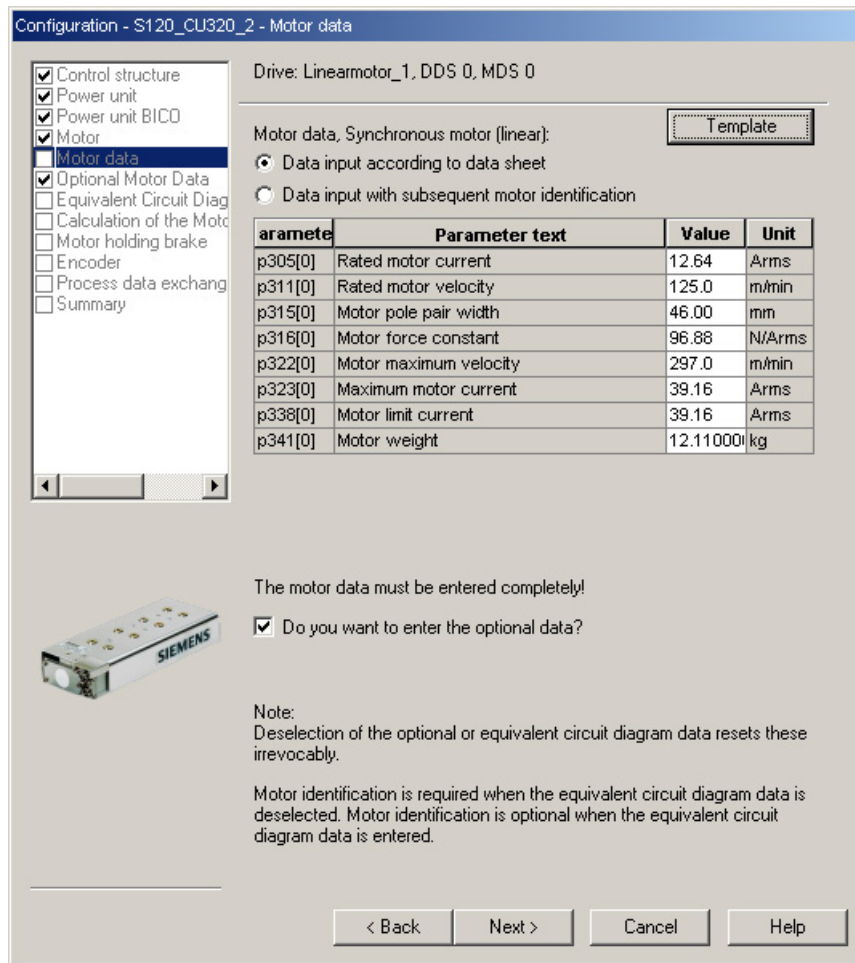 Configuration - S120_CU320_2 - Motor data
Control structure
Power unit
Power unit BICO
Motor
Motor data
Optional Motor Data
Equivalent Circuit Diag
Calculation of the Moto
Motor holding brake
Encoder
Process data exchang
Summary
Drive: Linearmotor_1, DDS 0, MDS 0
Motor data, Synchronous motor (linear):
Template
Data input according to data sheet
Data input with subsequent motor identification
aramete Parameter text Value Unit
p305[0] Rated motor current 12.64 Arms
p311[0] Rated motor velocity 125.0 m/min
p315[0] Motor pole pair width 46.00 mm
p316[0] Motor force constant 96.88 N/Arms
p322[0] Motor maximum velocity 297.0 m/min
p323[0] Maximum motor current 39.16 Arms
p338[0] Motor limit current 39.16 Arms
p341[0] Motor weight 12.11000 kg
SIEMENS
The motor data must be entered completely!
Do you want to enter the optional data?
Note:
Deselection of the optional or equivalent circuit diagram data resets these
irrevocably.
Motor identification is required when the equivalent circuit diagram data is
deselected. Motor identification is optional when the equivalent circuit
diagram data is entered.
< Back Next > Cancel Help